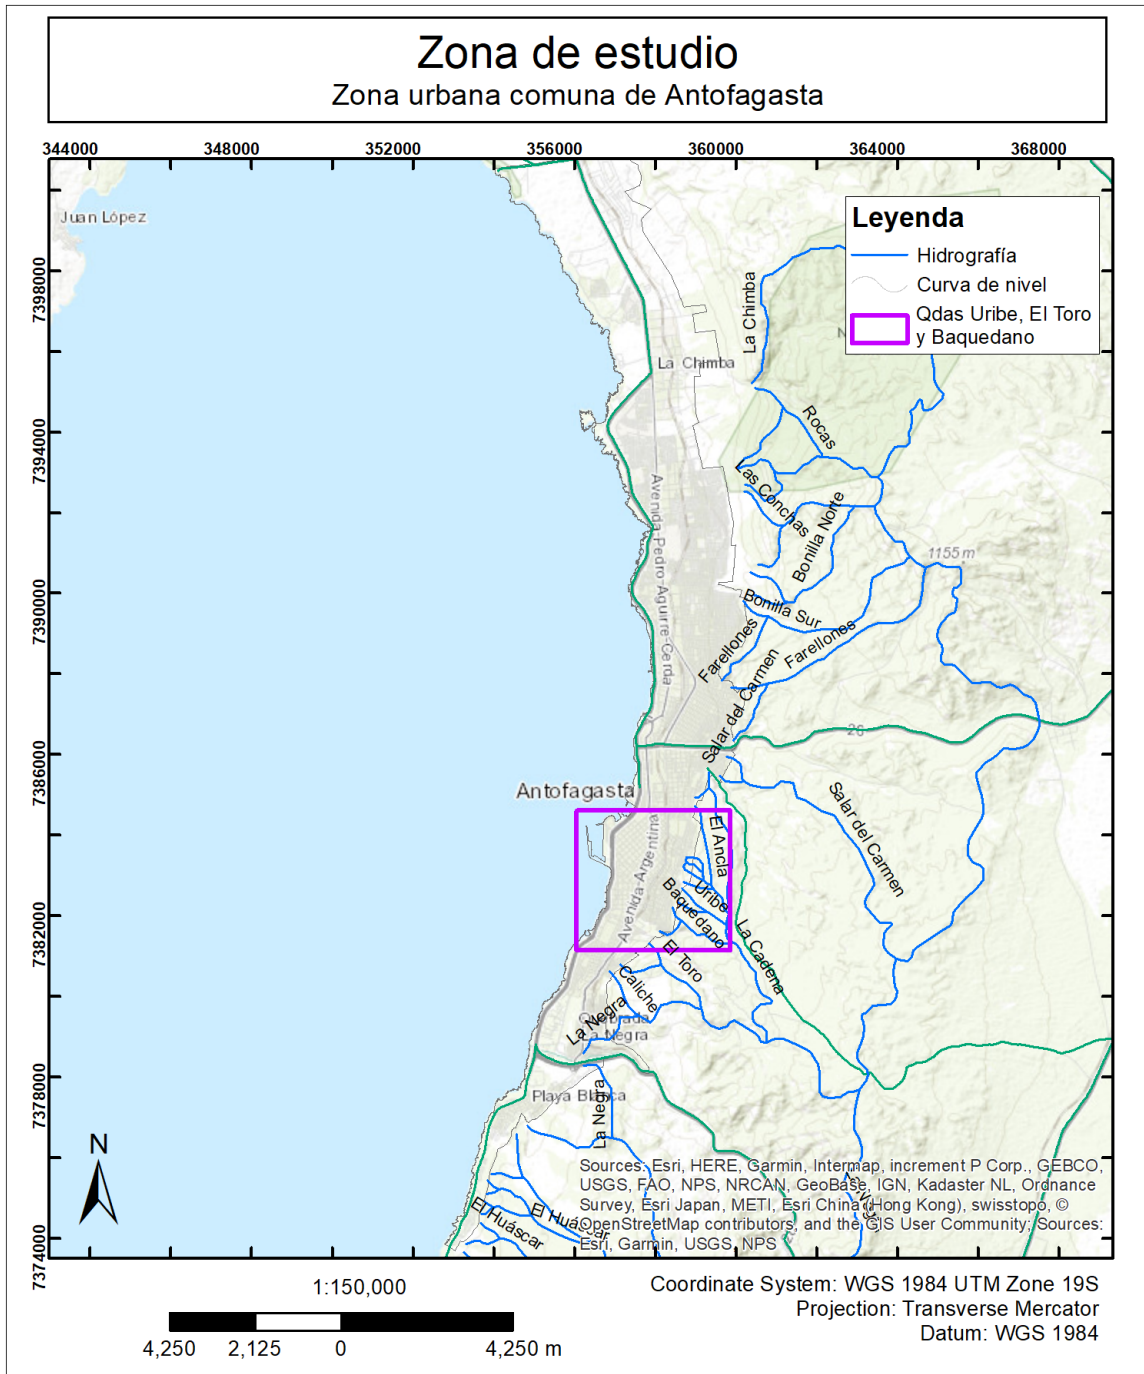 Zona de estudio
Zona urbana comuna de Antofagasta
344000
348000
352000
356000
360000
364000
368000
7398000
7394000
7390000
7386000
7382000
7378000
7374000
Juan López
Leyenda
Hidrografía
Curva de nivel
Qdas Uribe, El Toro
y Baquedano
N
La Chimba
La Chimba
Rocas
Las Conchas
Bonilla Norte
Avenida-Pedro-Aguirre-Cerda
1155 m
Bonilla Sur
Farellones
Farellones
Salar del Carmen
26
Antofagasta
Salar del Carmen
El Ancla
Avenida-Argentina
Uribe
Baquedano
La Cadena
El Toro
Caliche
La Negra
Quebrada
La Negra
Playa Blanca
La Negra
El Huáscar
El Huáscar
N
Sources: Esri, HERE, Garmin, Intermap, increment P Corp., GEBCO,
USGS, FAO, NPS, NRCAN, GeoBase, IGN, Kadaster NL, Ordnance
Survey, Esri Japan, METI, Esri China (Hong Kong), swisstopo, ©
OpenStreetMap contributors, and the GIS User Community; Sources:
Esri, Garmin, USGS, NPS
1:150,000
4,250 2,125 0 4,250 m
Coordinate System: WGS 1984 UTM Zone 19S
Projection: Transverse Mercator
Datum: WGS 1984